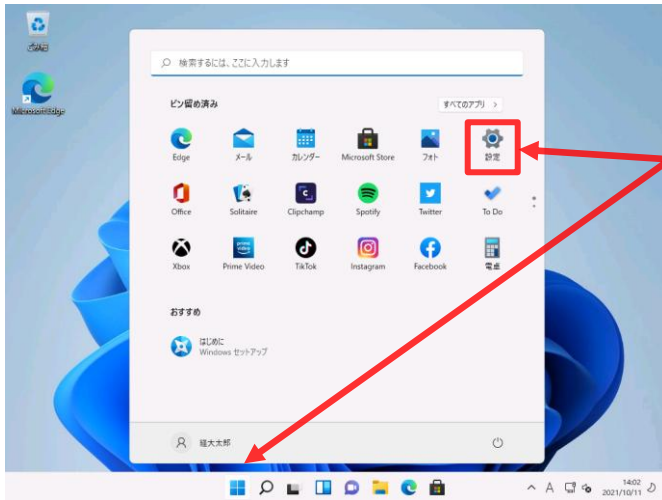 ごみ箱
Microsoft Edge
検索するには、ここに入力します
ピン留め済み
すべてのアプリ >
Edge
メール
カレンダー
Microsoft Store
フォト
設定
Office
Solitaire
Clipchamp
Spotify
Twitter
To Do
prime video
Xbox
Prime Video
TikTok
Instagram
Facebook
電卓
おすすめ
はじめに
Windows セットアップ
経大太郎
A
14:02
2021/10/11